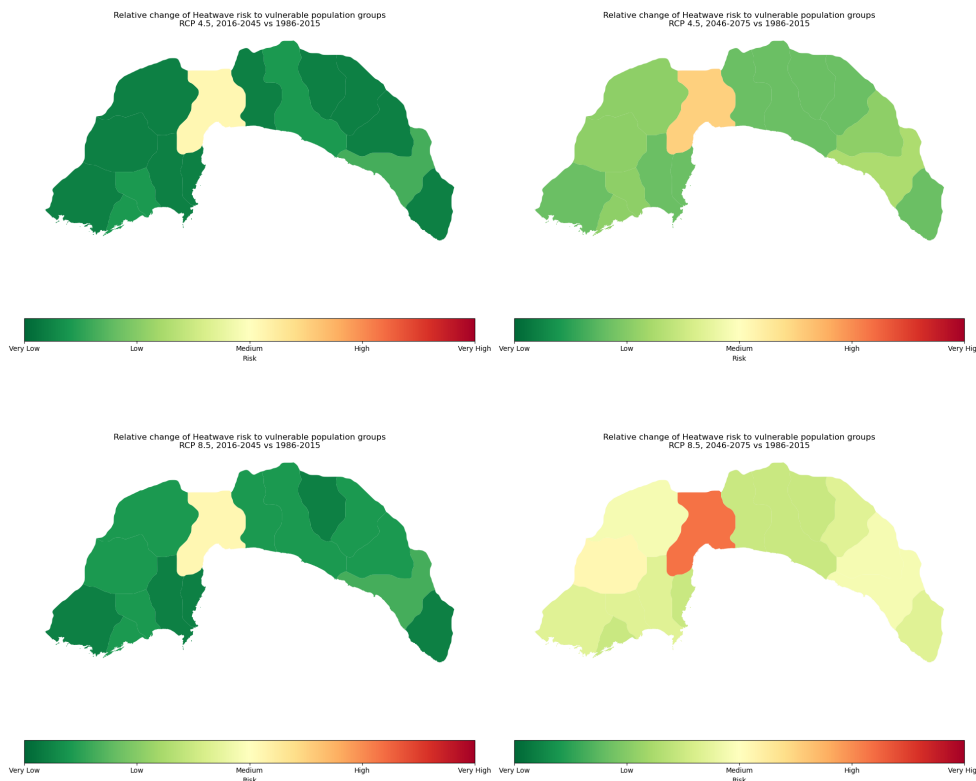 Relative change of Heatwave risk to vulnerable population groups
RCP 4.5, 2016-2045 vs 1986-2015
Very Low
Low
Medium
High
Very High
Risk
Relative change of Heatwave risk to vulnerable population groups
RCP 4.5, 2046-2075 vs 1986-2015
Very Low
Low
Medium
High
Very Hig
Risk
Relative change of Heatwave risk to vulnerable population groups
RCP 8.5, 2016-2045 vs 1986-2015
Very Low
Low
Medium
High
Very High
Risk
Relative change of Heatwave risk to vulnerable population groups
RCP 8.5, 2046-2075 vs 1986-2015
Very Low
Low
Medium
High
Very Hig
Risk